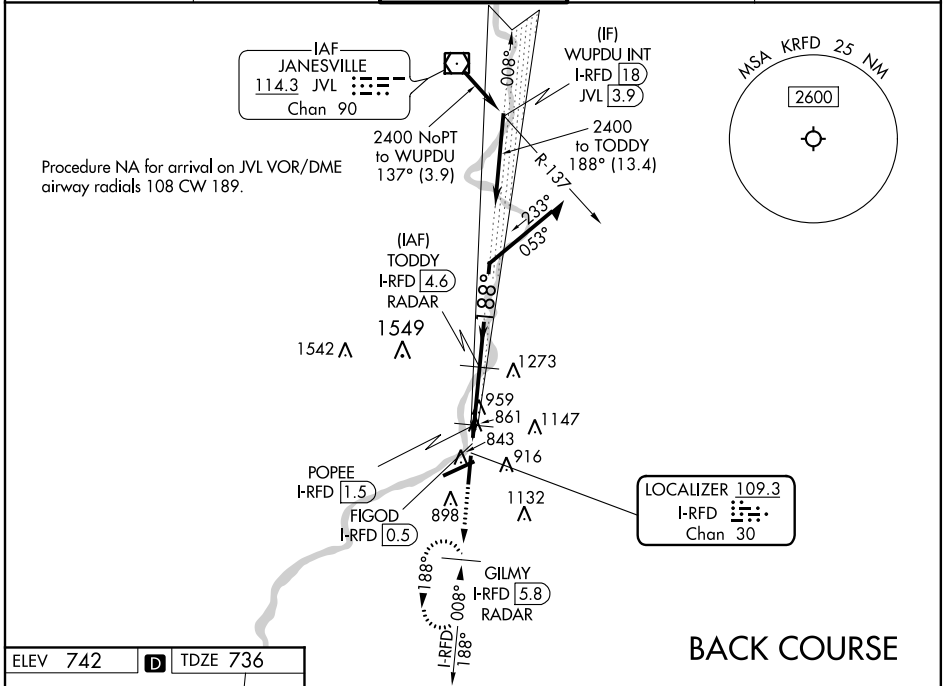 IAF
JANESVILLE
114.3 JVL
Chan 90
008°
(IF)
WUPDU INT
I-RFD 18
JVL 3.9
MSA KRFD 25 NM
2600
2400 NoPT
to WUPDU
137° (3.9)
2400
to TODDY
188° (13.4)
R-137
Procedure NA for arrival on JVL VOR/DME
airway radials 108 CW 189.
233°
053°
(IAF)
TODDY
I-RFD 4.6
RADAR
188°
1549
1542
1273
959
861
1147
843
916
POPEE
I-RFD 1.5
FIGOD
I-RFD 0.5
898
1132
LOCALIZER 109.3
I-RFD
Chan 30
188°
008°
GILMY
I-RFD 5.8
RADAR
I-RFD
188°
BACK COURSE
ELEV 742 D TDZE 736